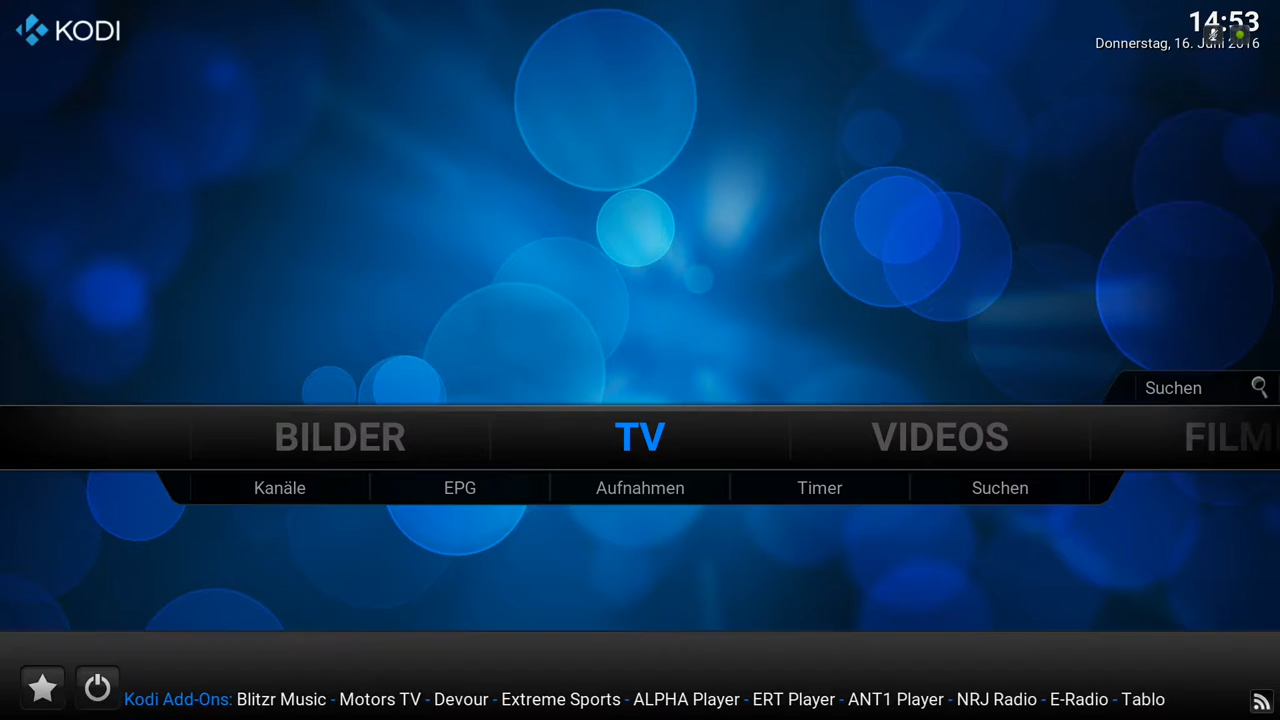 KODI
14:53
Donnerstag, 16. Juni 2016
Suchen
BILDER TV VIDEOS FILM
Kanäle EPG Aufnahmen Timer Suchen
Kodi Add-Ons: Blitzr Music - Motors TV - Devour - Extreme Sports - ALPHA Player - ERT Player - ANT1 Player - NRJ Radio - E-Radio - Tablo